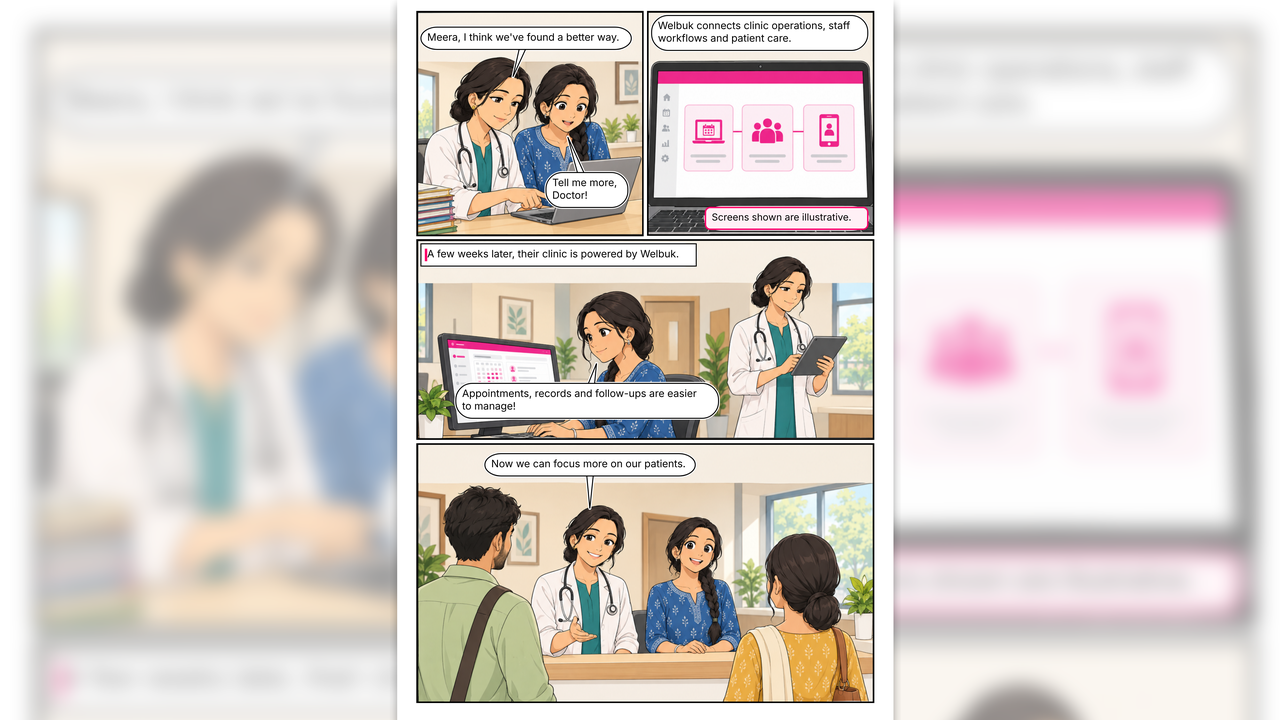 Meera, I think we've found a better way.
Tell me more,
Doctor!
Welbuk connects clinic operations, staff
workflows and patient care.
Screens shown are illustrative.
A few weeks later, their clinic is powered by Welbuk.
Appointments, records and follow-ups are easier
to manage!
Now we can focus more on our patients.